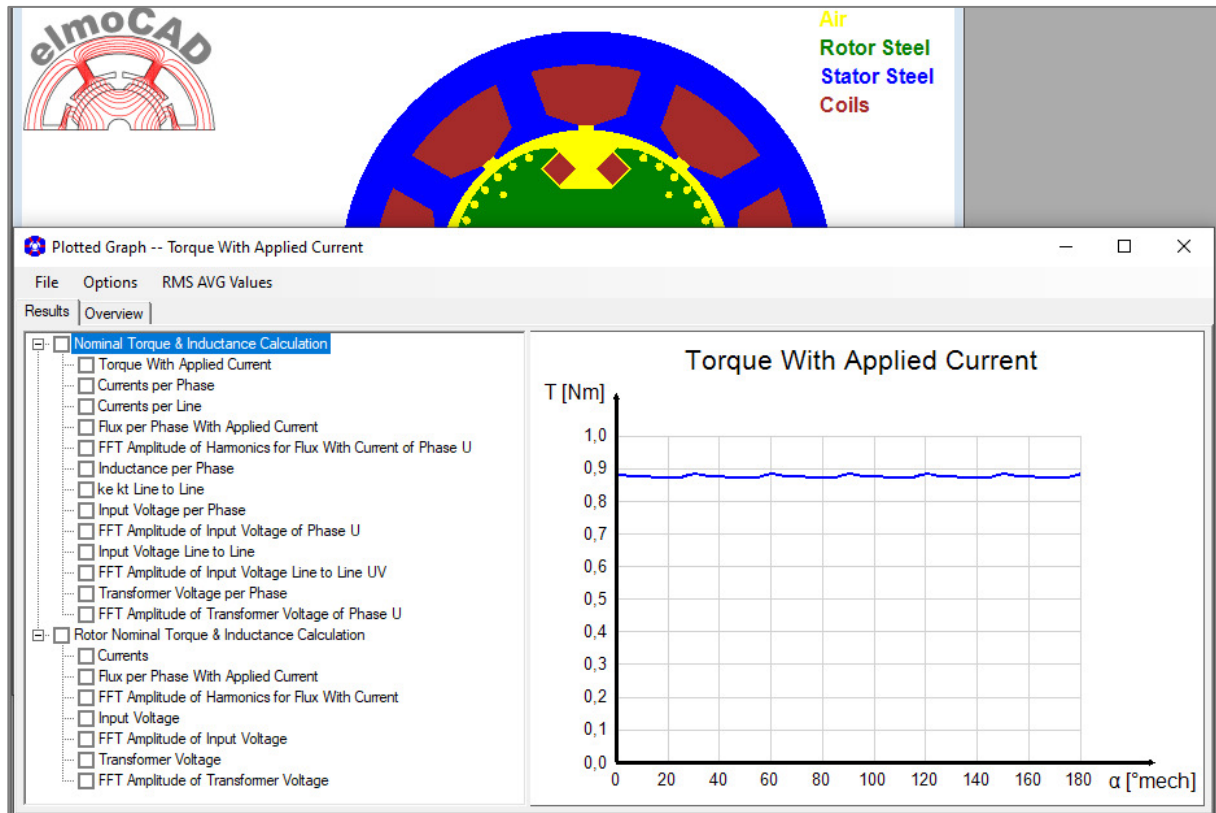 elmoCAD
Air
Rotor Steel
Stator Steel
Coils
Plotted Graph -- Torque With Applied Current
File Options RMS AVG Values
Results Overview
Nominal Torque & Inductance Calculation
Torque With Applied Current
Currents per Phase
Currents per Line
Flux per Phase With Applied Current
FFT Amplitude of Harmonics for Flux With Current of Phase U
Inductance per Phase
ke kt Line to Line
Input Voltage per Phase
FFT Amplitude of Input Voltage of Phase U
Input Voltage Line to Line
FFT Amplitude of Input Voltage Line to Line UV
Transformer Voltage per Phase
FFT Amplitude of Transformer Voltage of Phase U
Rotor Nominal Torque & Inductance Calculation
Currents
Flux per Phase With Applied Current
FFT Amplitude of Harmonics for Flux With Current
Input Voltage
FFT Amplitude of Input Voltage
Transformer Voltage
FFT Amplitude of Transformer Voltage
Torque With Applied Current
T [Nm]
1,0
0,9
0,8
0,7
0,6
0,5
0,4
0,3
0,2
0,1
0,0
0 20 40 60 80 100 120 140 160 180 α [°mech]